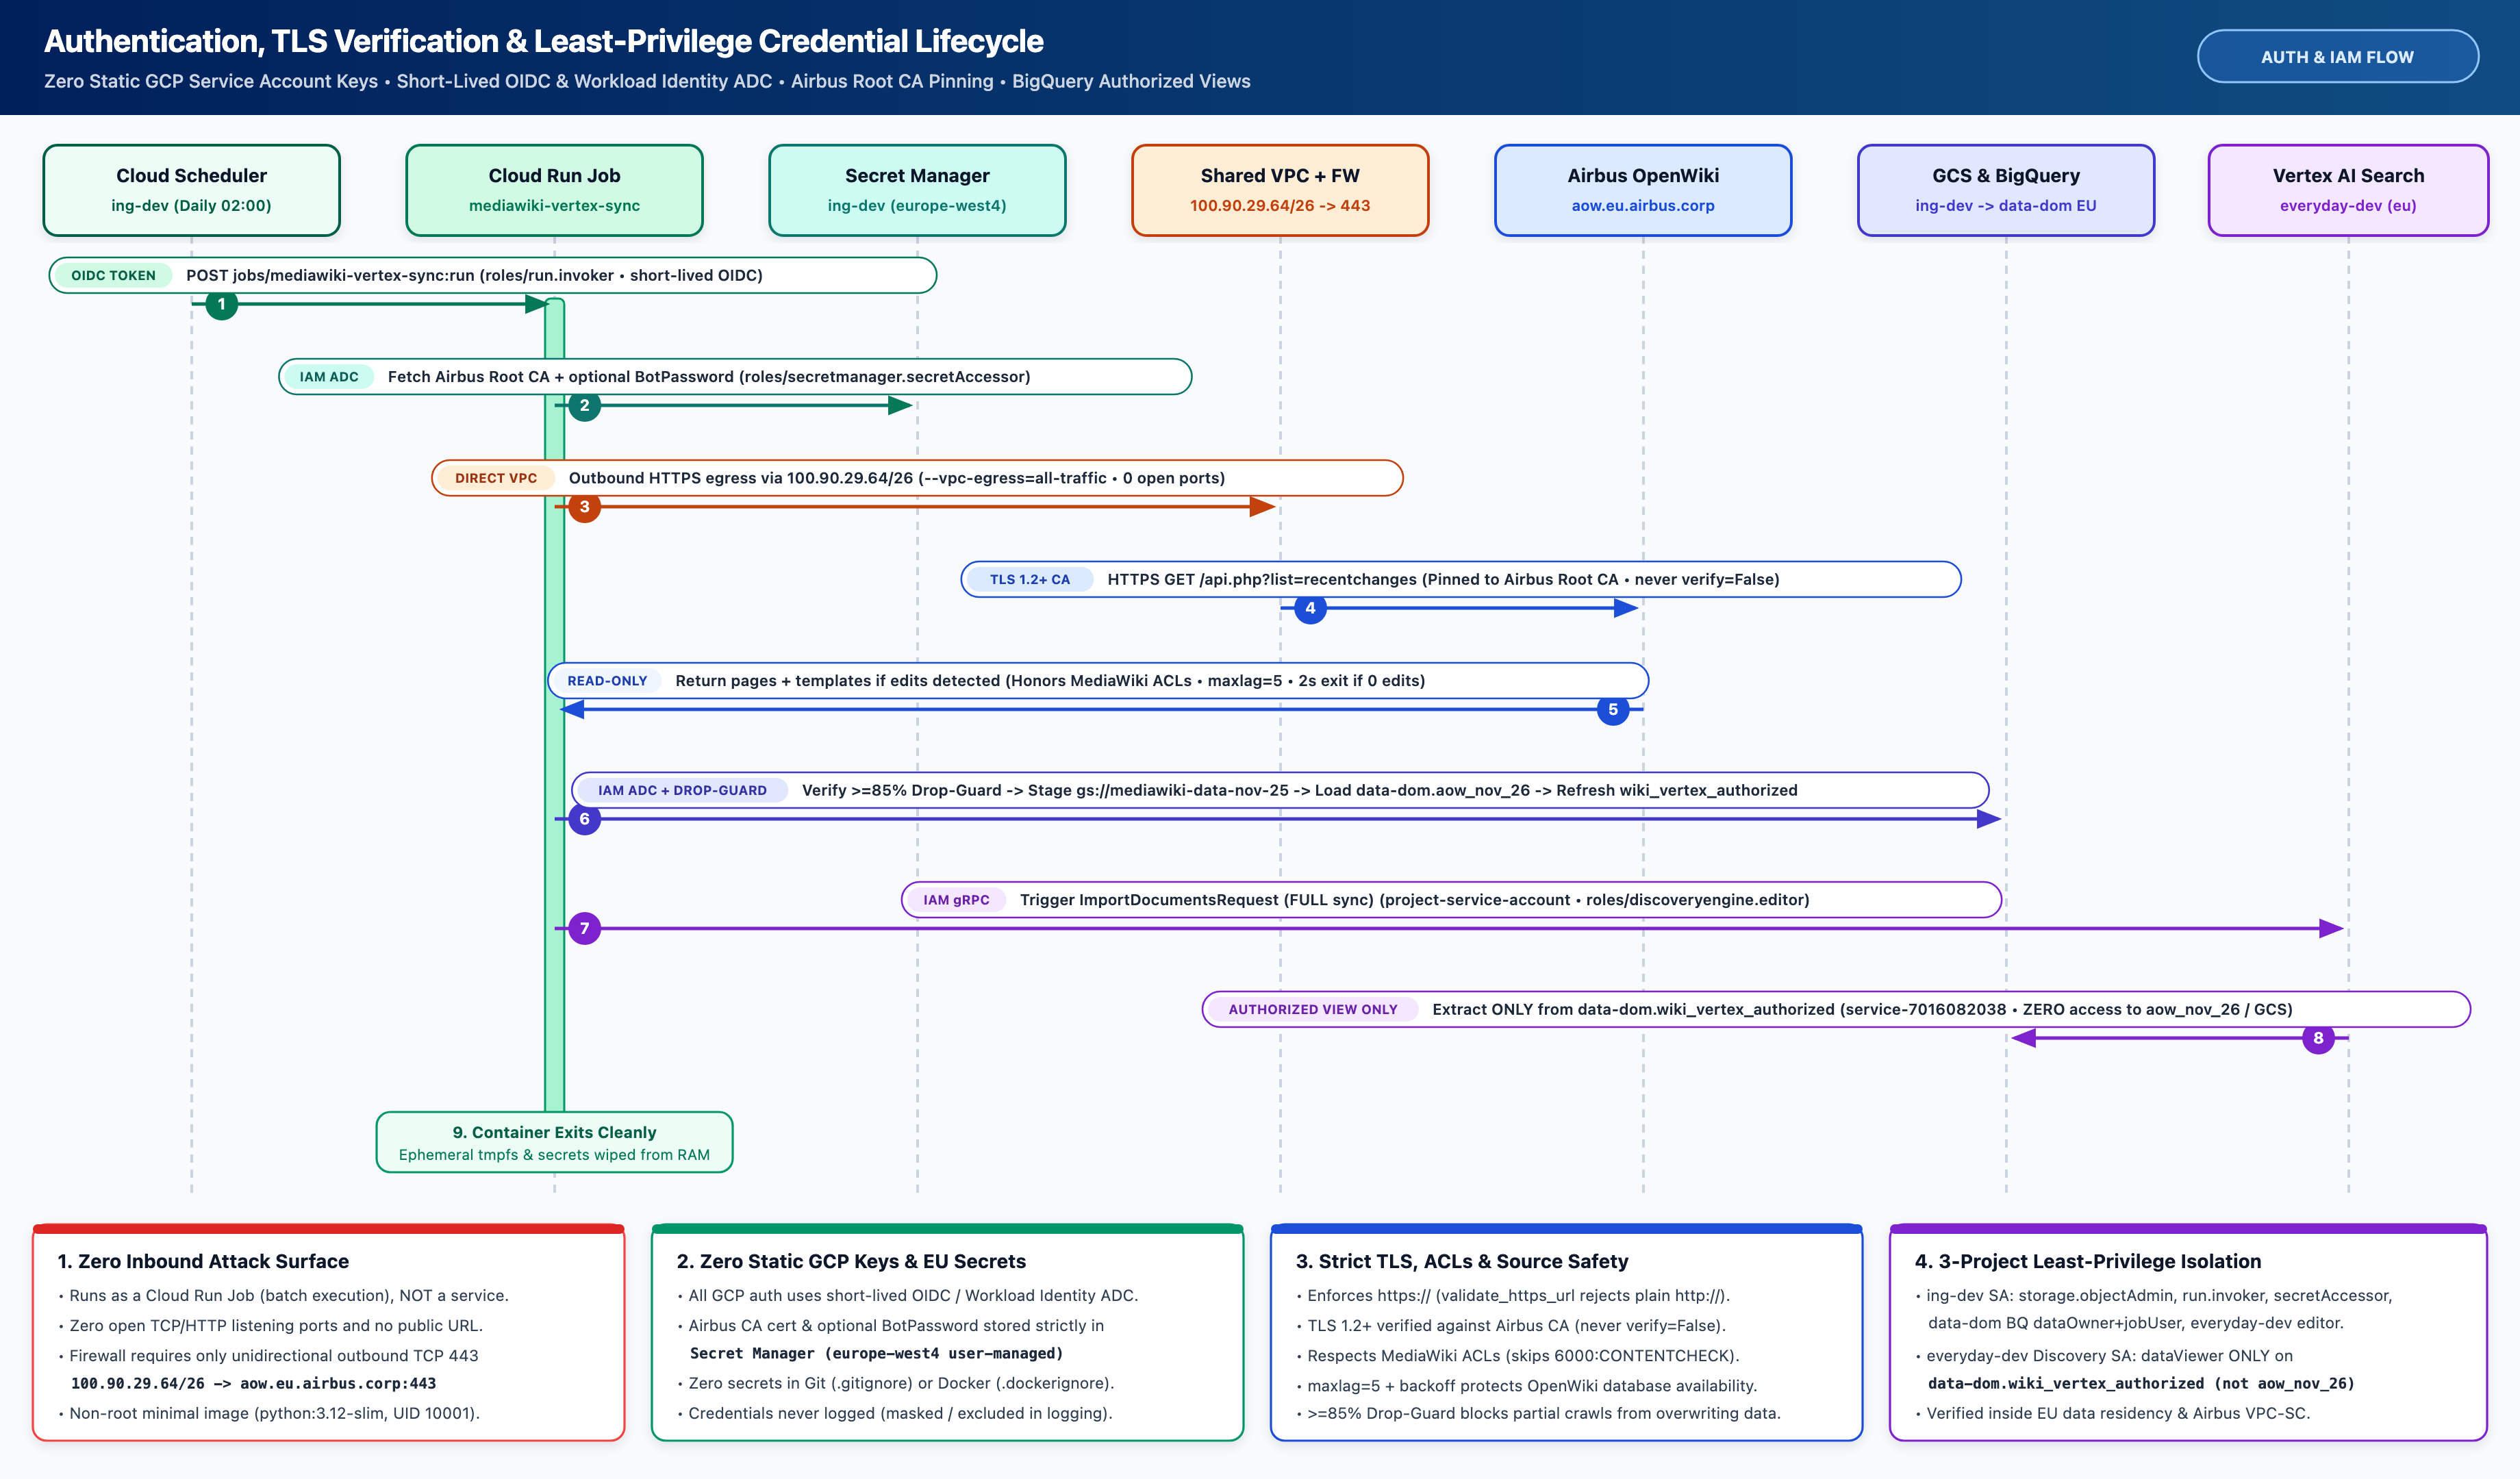 Authentication, TLS Verification & Least-Privilege Credential Lifecycle
Zero Static GCP Service Account Keys • Short-Lived OIDC & Workload Identity ADC • Airbus Root CA Pinning • BigQuery Authorized Views
AUTH & IAM FLOW
Cloud Scheduler
ing-dev (Daily 02:00)
Cloud Run Job
mediawiki-vertex-sync
Secret Manager
ing-dev (europe-west4)
Shared VPC + FW
100.90.29.64/26 -> 443
Airbus OpenWiki
aow.eu.airbus.corp
GCS & BigQuery
ing-dev -> data-dom EU
Vertex AI Search
everyday-dev (eu)
OIDC TOKEN POST jobs/mediawiki-vertex-sync:run (roles/run.invoker • short-lived OIDC)
1
IAM ADC Fetch Airbus Root CA + optional BotPassword (roles/secretmanager.secretAccessor)
2
DIRECT VPC Outbound HTTPS egress via 100.90.29.64/26 (--vpc-egress=all-traffic • 0 open ports)
3
TLS 1.2+ CA HTTPS GET /api.php?list=recentchanges (Pinned to Airbus Root CA • never verify=False)
4
READ-ONLY Return pages + templates if edits detected (Honors MediaWiki ACLs • maxlag=5 • 2s exit if 0 edits)
5
IAM ADC + DROP-GUARD Verify >=85% Drop-Guard -> Stage gs://mediawiki-data-nov-25 -> Load data-dom.aow_nov_26 -> Refresh wiki_vertex_authorized
6
IAM gRPC Trigger ImportDocumentsRequest (FULL sync) (project-service-account • roles/discoveryengine.editor)
7
AUTHORIZED VIEW ONLY Extract ONLY from data-dom.wiki_vertex_authorized (service-7016082038 • ZERO access to aow_nov_26 / GCS)
8
9. Container Exits Cleanly
Ephemeral tmpfs & secrets wiped from RAM
1. Zero Inbound Attack Surface
• Runs as a Cloud Run Job (batch execution), NOT a service.
• Zero open TCP/HTTP listening ports and no public URL.
• Firewall requires only unidirectional outbound TCP 443
100.90.29.64/26 -> aow.eu.airbus.corp:443
• Non-root minimal image (python:3.12-slim, UID 10001).
2. Zero Static GCP Keys & EU Secrets
• All GCP auth uses short-lived OIDC / Workload Identity ADC.
• Airbus CA cert & optional BotPassword stored strictly in
Secret Manager (europe-west4 user-managed)
• Zero secrets in Git (.gitignore) or Docker (.dockerignore).
• Credentials never logged (masked / excluded in logging).
3. Strict TLS, ACLs & Source Safety
• Enforces https:// (validate_https_url rejects plain http://).
• TLS 1.2+ verified against Airbus CA (never verify=False).
• Respects MediaWiki ACLs (skips 6000:CONTENTCHECK).
• maxlag=5 + backoff protects OpenWiki database availability.
• >=85% Drop-Guard blocks partial crawls from overwriting data.
4. 3-Project Least-Privilege Isolation
• ing-dev SA: storage.objectAdmin, run.invoker, secretAccessor,
data-dom BQ dataOwner+jobUser, everyday-dev editor.
• everyday-dev Discovery SA: dataViewer ONLY on
data-dom.wiki_vertex_authorized (not aow_nov_26)
• Verified inside EU data residency & Airbus VPC-SC.